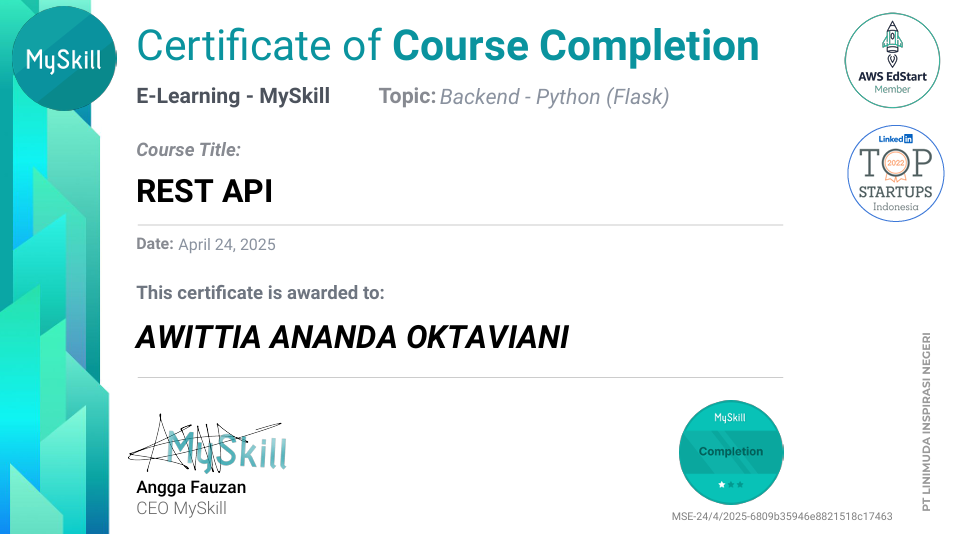 MySkill
Certificate of Course Completion
E-Learning - MySkill Topic: Backend - Python (Flask)
Course Title:
REST API
Date: April 24, 2025
This certificate is awarded to:
AWITTIA ANANDA OKTAVIANI
MySkill
Angga Fauzan
CEO MySkill
MySkill
Completion
MSE-24/4/2025-6809b35946e8821518c17463
AWS EdStart
Member
LinkedIn
TOP
2022
STARTUPS
Indonesia
PT LINIMUDA INSPIRASI NEGERI